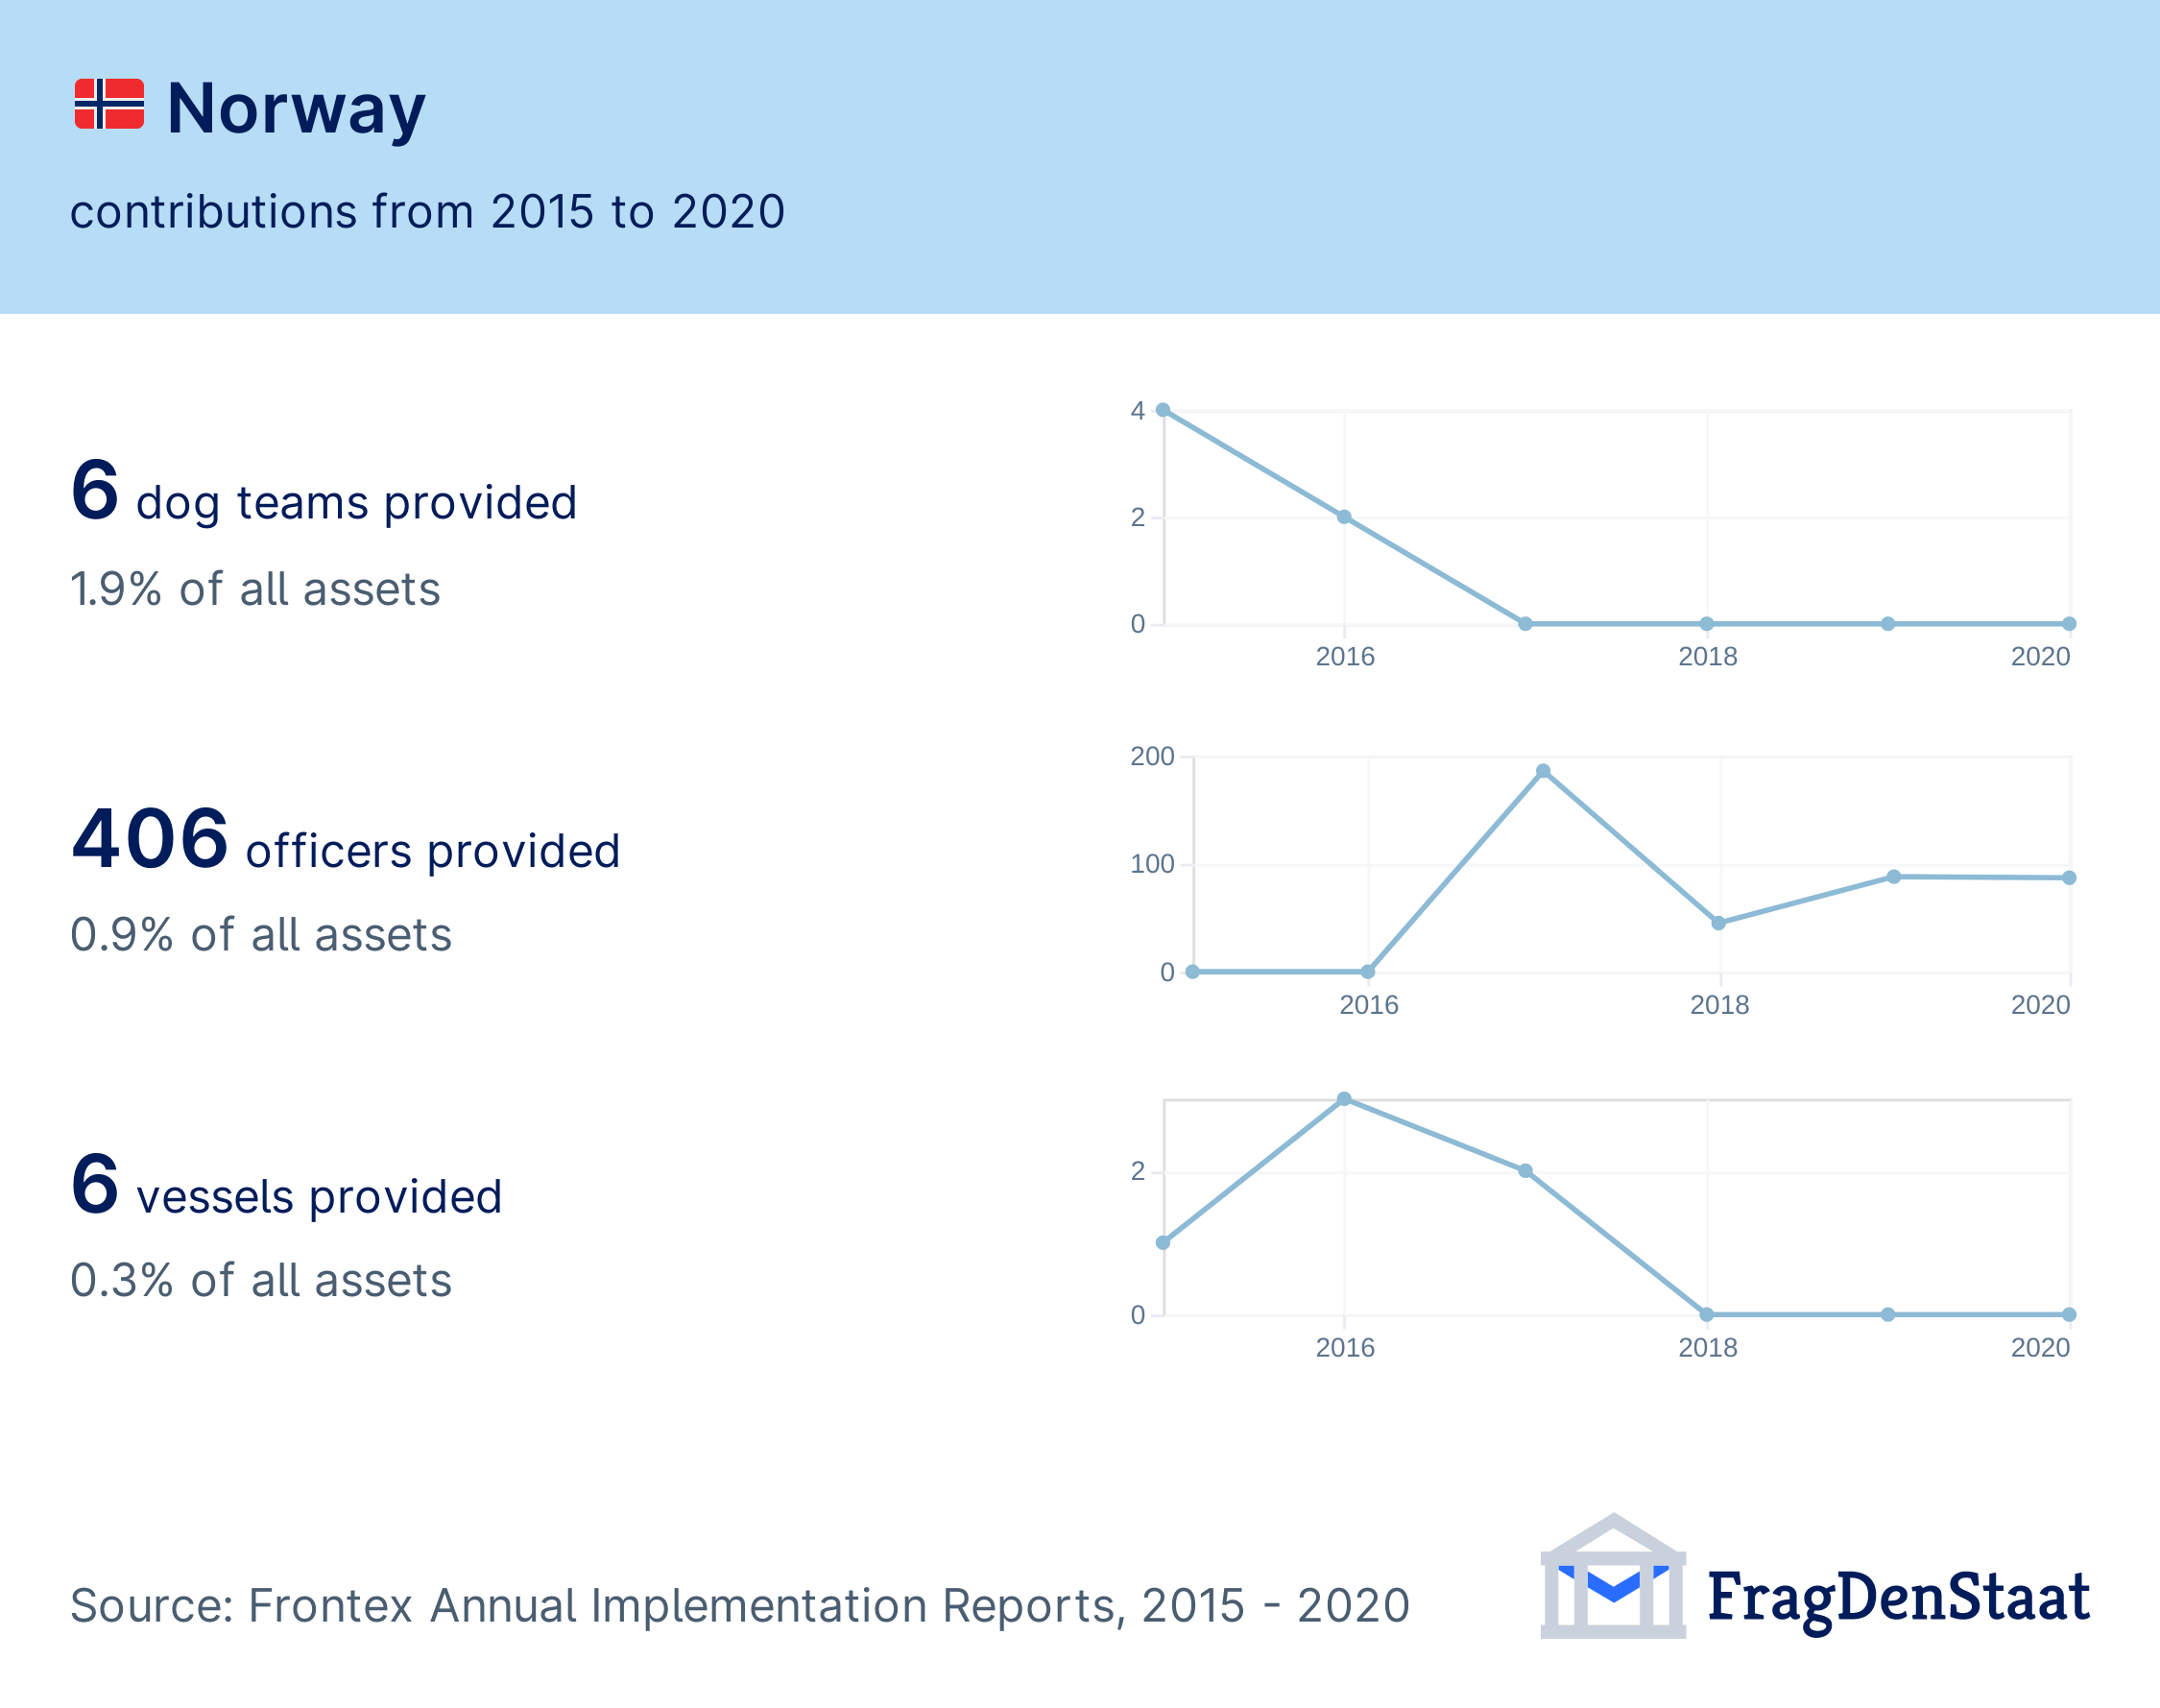 Norway
contributions from 2015 to 2020
6 dog teams provided
1.9% of all assets
4
2
0
2016 2018 2020
406 officers provided
0.9% of all assets
200
100
0
2016 2018 2020
6 vessels provided
0.3% of all assets
2
0
2016 2018 2020
Source: Frontex Annual Implementation Reports, 2015 - 2020
FragDenStaat